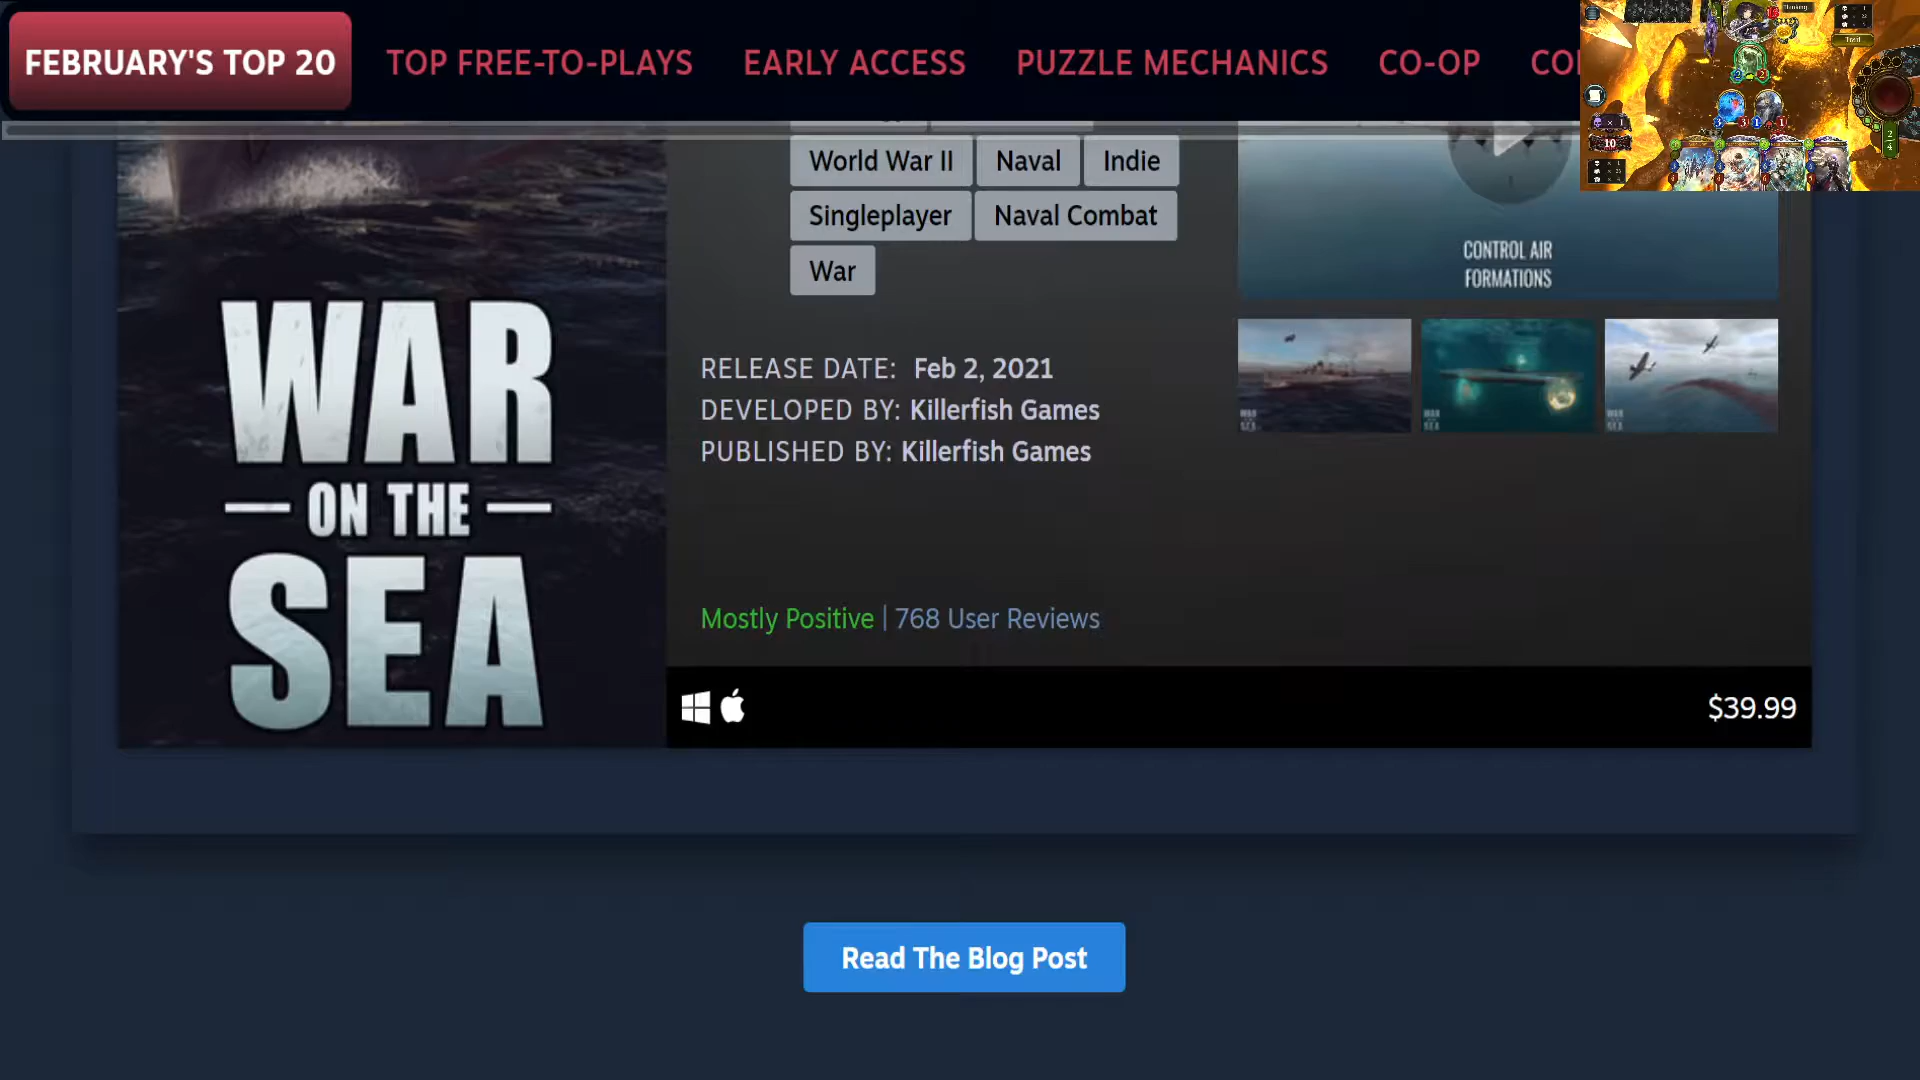 FEBRUARY'S TOP 20 TOP FREE-TO-PLAYS EARLY ACCESS PUZZLE MECHANICS CO-OP
World War II Naval Indie
Singleplayer Naval Combat
War
CONTROL AIR
FORMATIONS
WAR
ON THE
SEA
RELEASE DATE: Feb 2, 2021
DEVELOPED BY: Killerfish Games
PUBLISHED BY: Killerfish Games
Mostly Positive | 768 User Reviews
$39.99
Read The Blog Post